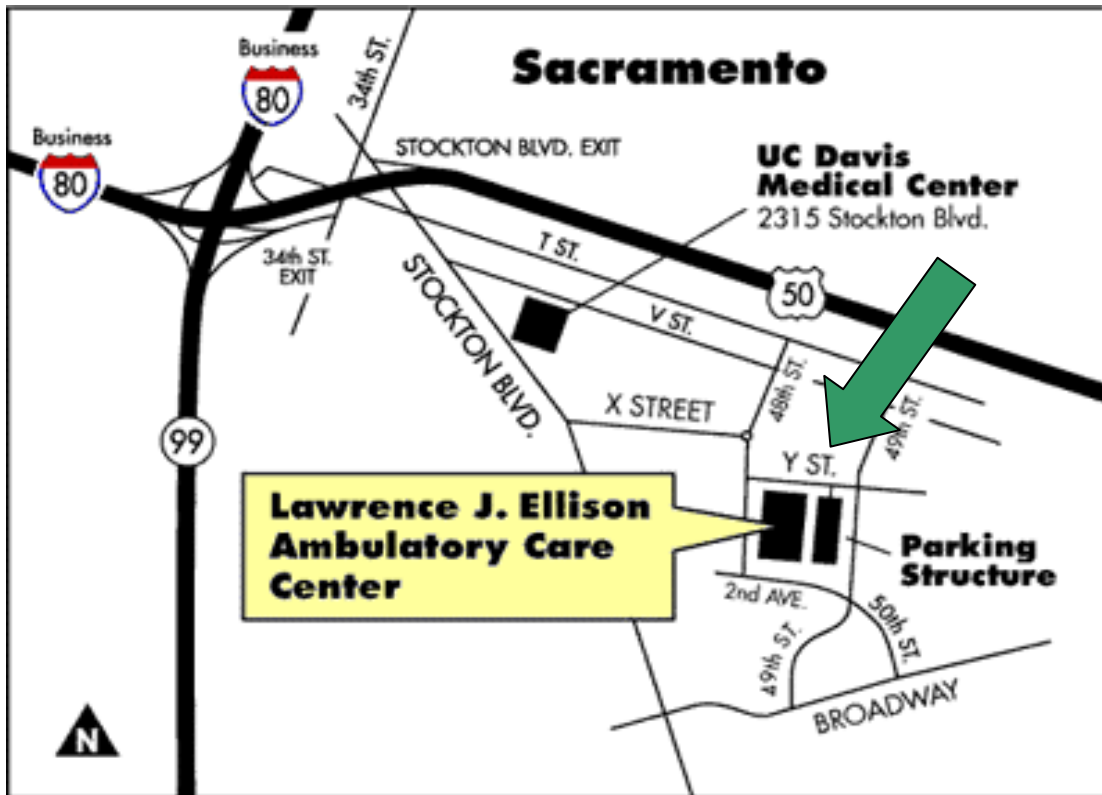 Sacramento
Business
80
34th ST.
Business
80
STOCKTON BLVD. EXIT
UC Davis
Medical Center
2315 Stockton Blvd.
34th ST.
EXIT
T ST.
50
STOCKTON BLVD.
V ST.
48th ST.
X STREET
49th ST.
99
Y ST.
Lawrence J. Ellison
Ambulatory Care
Center
Parking
Structure
2nd AVE.
50th ST.
49th ST.
BROADWAY
N